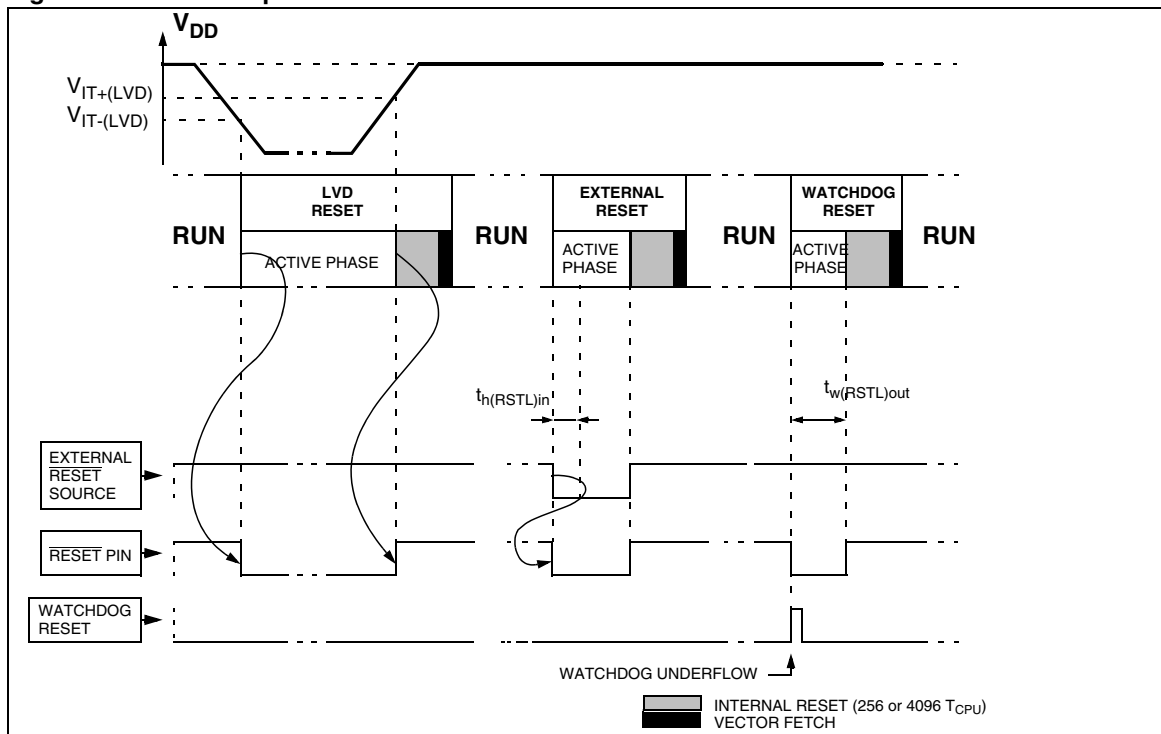 V_DD
V_IT+(LVD)
V_IT-(LVD)
LVD
RESET
EXTERNAL
RESET
WATCHDOG
RESET
RUN
ACTIVE PHASE
RUN
ACTIVE
PHASE
RUN
ACTIVE
PHASE
RUN
t_h(RSTL)in
t_w(RSTL)out
EXTERNAL
RESET
SOURCE
RESET PIN
WATCHDOG
RESET
WATCHDOG UNDERFLOW
INTERNAL RESET (256 or 4096 T_CPU)
VECTOR FETCH